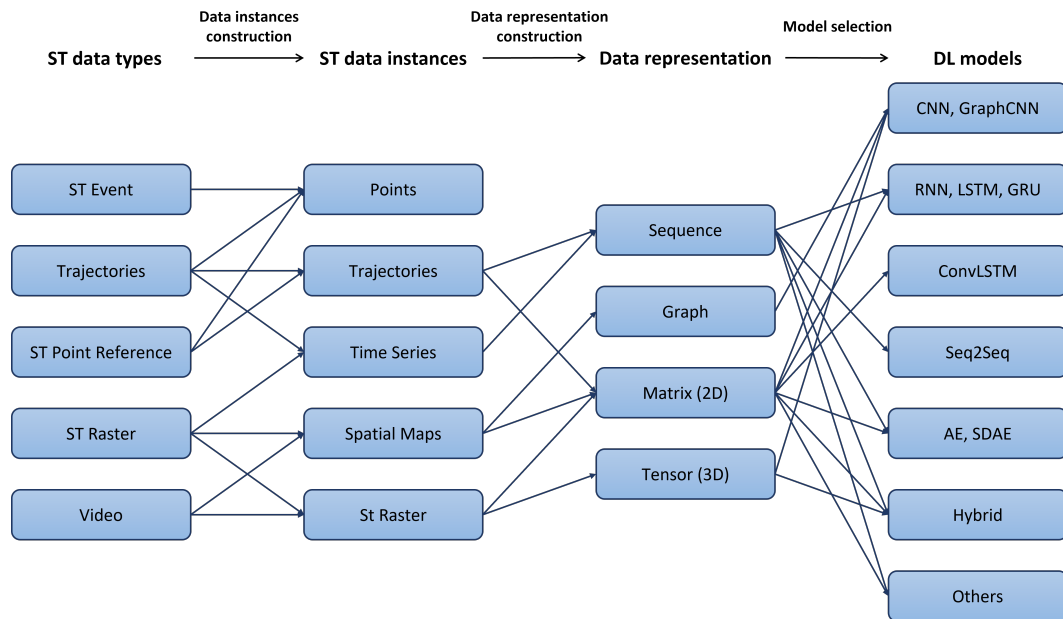 Data instances
construction
Data representation
construction
Model selection
ST data types
ST data instances
Data representation
DL models
ST Event
Trajectories
ST Point Reference
ST Raster
Video
Points
Trajectories
Time Series
Spatial Maps
St Raster
Sequence
Graph
Matrix (2D)
Tensor (3D)
CNN, GraphCNN
RNN, LSTM, GRU
ConvLSTM
Seq2Seq
AE, SDAE
Hybrid
Others